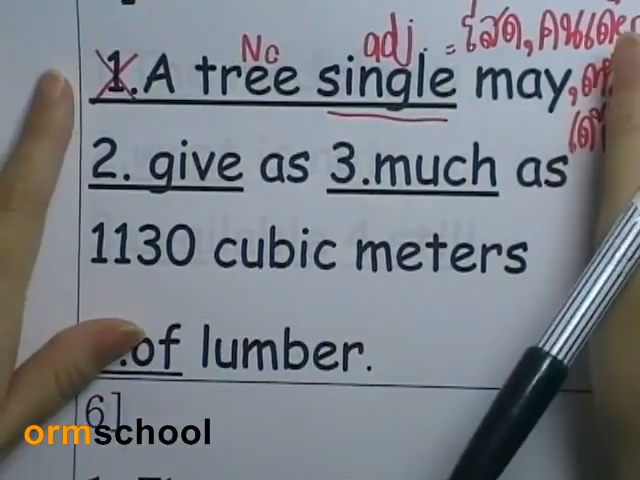 Nc adj. = โสด, คนเดีย
1.A tree single may,
2. give as 3.much as
1130 cubic meters
.of lumber.
6]
ormschool